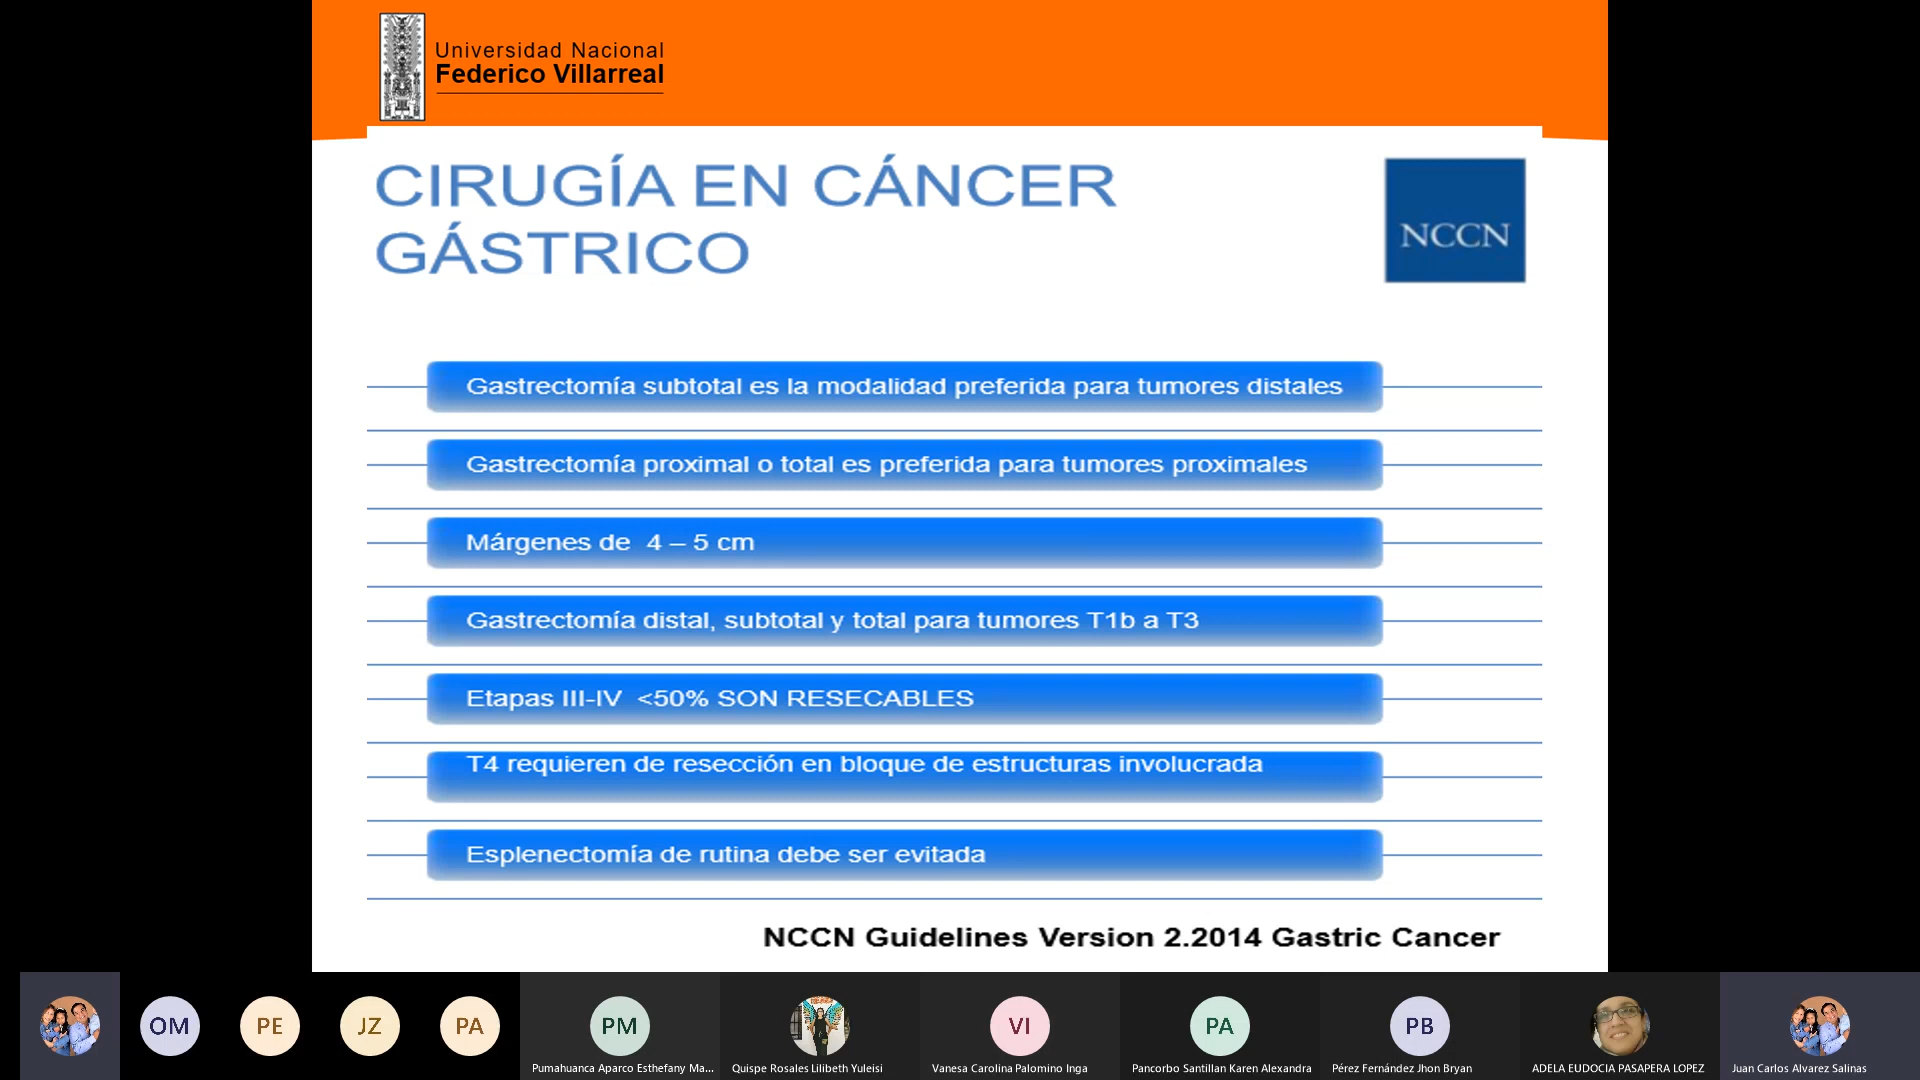 Universidad Nacional
Federico Villarreal
CIRUGÍA EN CÁNCER
GÁSTRICO
NCCN
Gastrectomía subtotal es la modalidad preferida para tumores distales
Gastrectomía proximal o total es preferida para tumores proximales
Márgenes de 4 – 5 cm
Gastrectomía distal, subtotal y total para tumores T1b a T3
Etapas III-IV <50% SON RESECABLES
T4 requieren de resección en bloque de estructuras involucrada
Esplenectomía de rutina debe ser evitada
NCCN Guidelines Version 2.2014 Gastric Cancer
OM
PE
JZ
PA
PM
VI
PA
PB
Pumahuanca Aparco Esthefany Ma...
Quispe Rosales Lilibeth Yuleisi
Vanesa Carolina Palomino Inga
Pancorbo Santillan Karen Alexandra
Pérez Fernández Jhon Bryan
ADELA EUDOCIA PASAPERA LOPEZ
Juan Carlos Alvarez Salinas